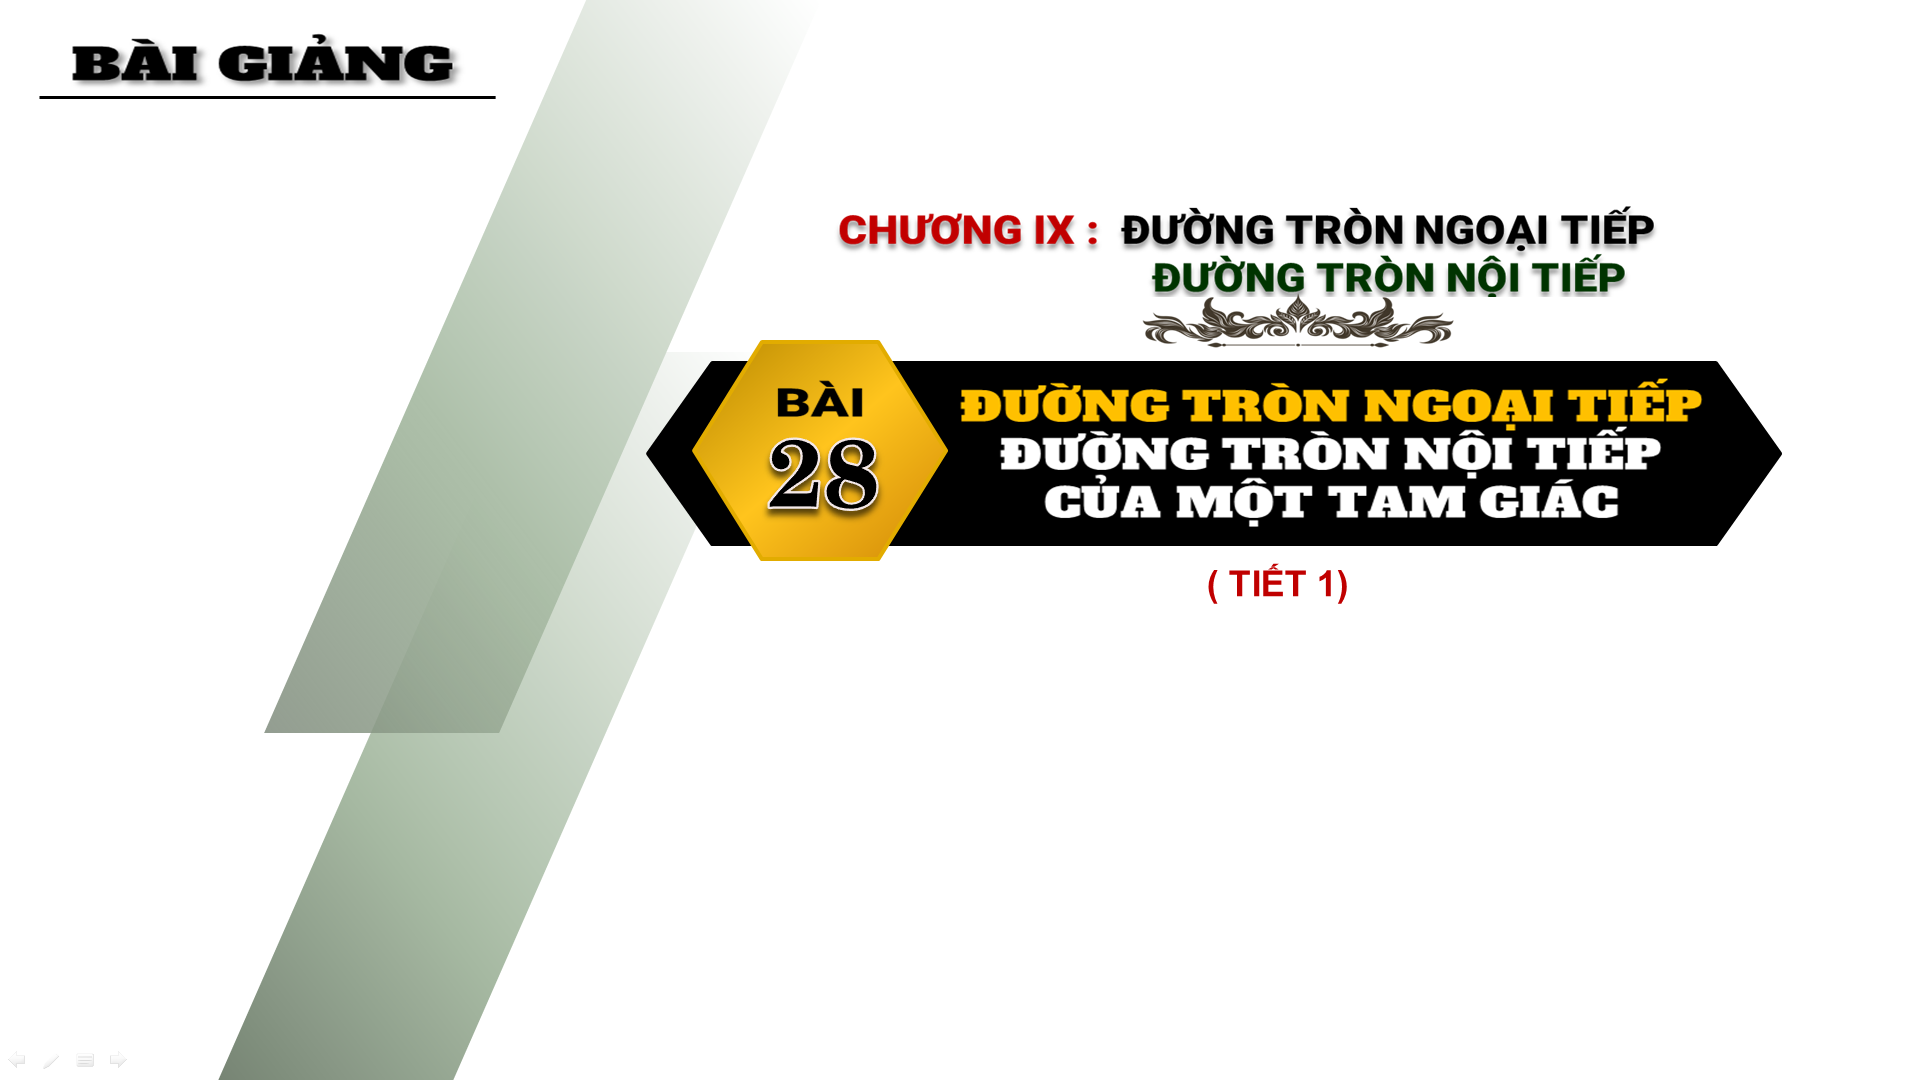 BÀI GIẢNG
CHƯƠNG IX : ĐƯỜNG TRÒN NGOẠI TIẾP
ĐƯỜNG TRÒN NỘI TIẾP
BÀI
28
ĐƯỜNG TRÒN NGOẠI TIẾP
ĐƯỜNG TRÒN NỘI TIẾP
CỦA MỘT TAM GIÁC
( TIẾT 1)